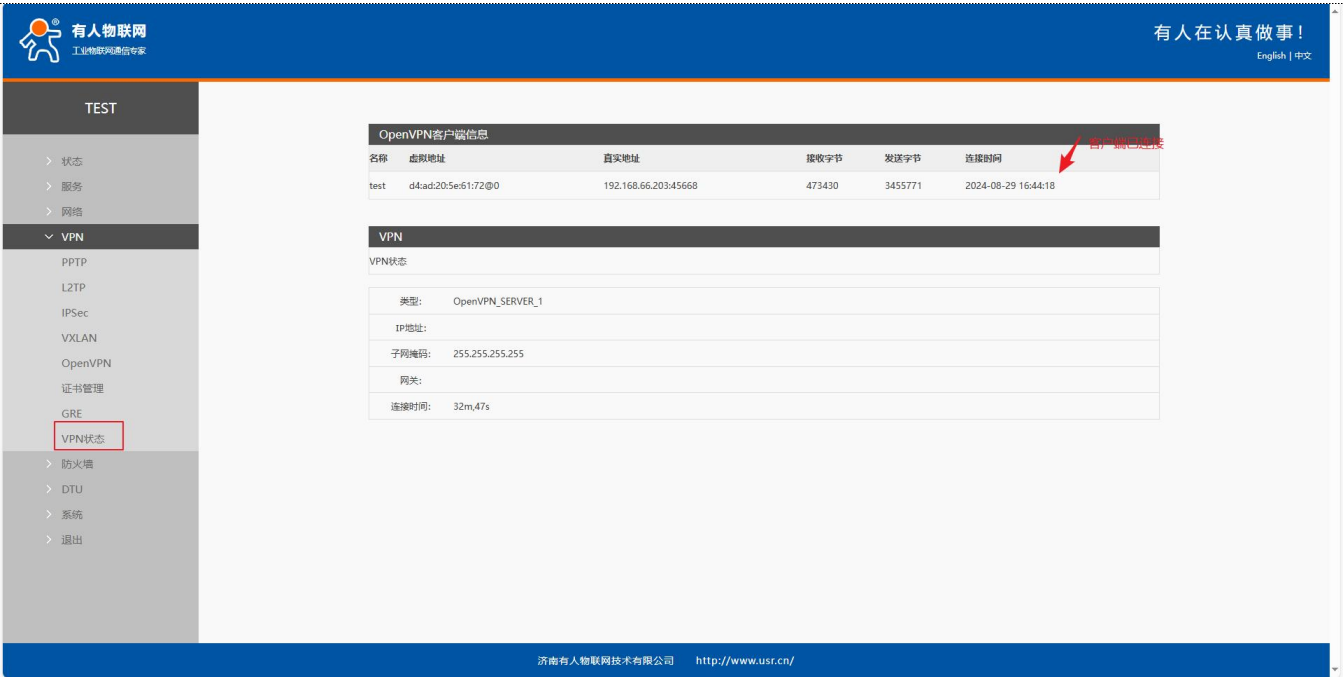 有人物联网
工业物联网通信专家
有人在认真做事！
English | 中文
TEST
状态
服务
网络
VPN
PPTP
L2TP
IPSec
VXLAN
OpenVPN
证书管理
GRE
VPN状态
防火墙
DTU
系统
退出
OpenVPN客户端信息
客户端已连接
名称 虚拟地址 真实地址 接收字节 发送字节 连接时间
test d4:ad:20:5e:61:72@0 192.168.66.203:45668 473430 3455771 2024-08-29 16:44:18
VPN
VPN状态
类型: OpenVPN_SERVER_1
IP地址:
子网掩码: 255.255.255.255
网关:
连接时间: 32m,47s
济南有人物联网技术有限公司 http://www.usr.cn/